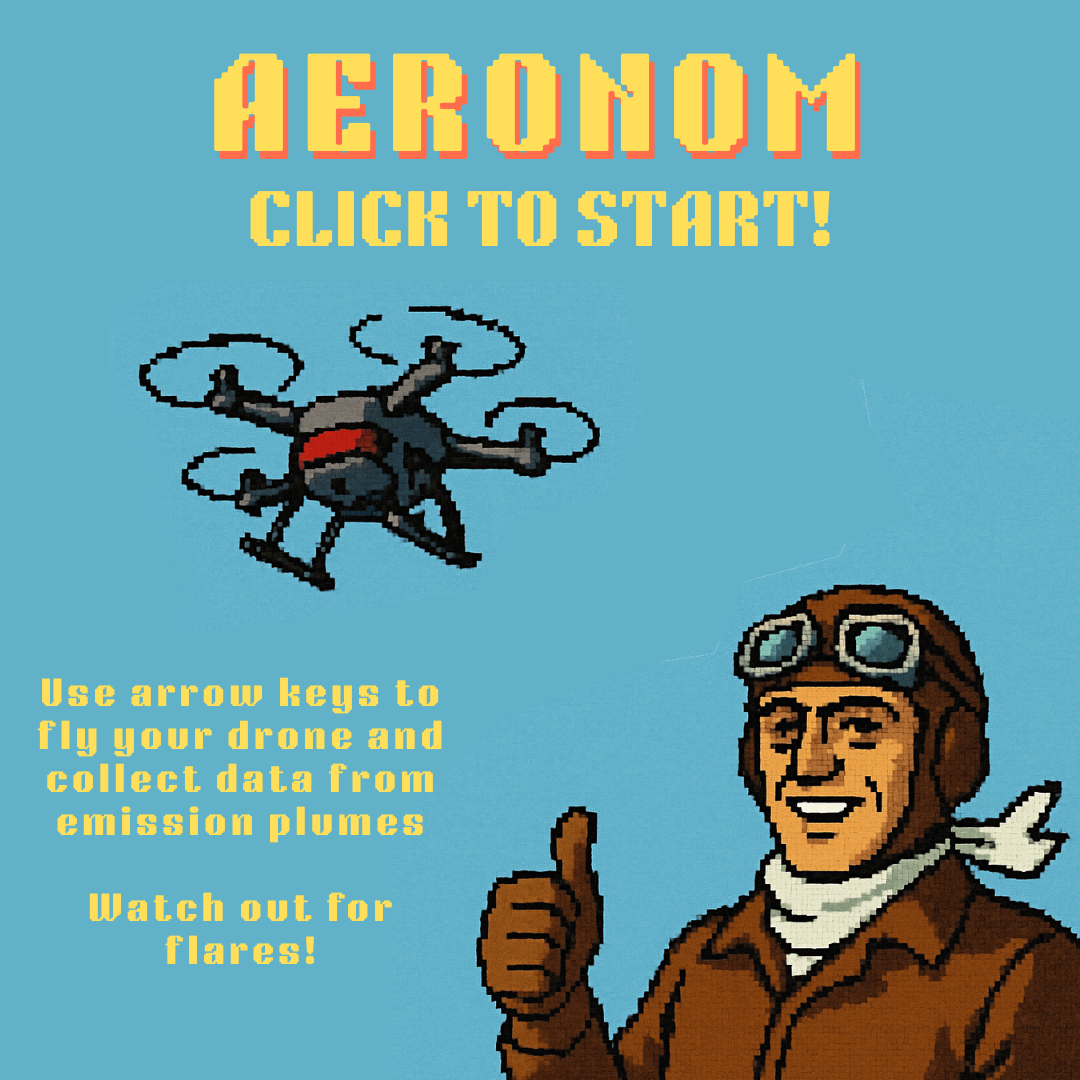 AERONOM
CLICK TO START!
Use arrow keys to
fly your drone and
collect data from
emission plumes
Watch out for
flares!